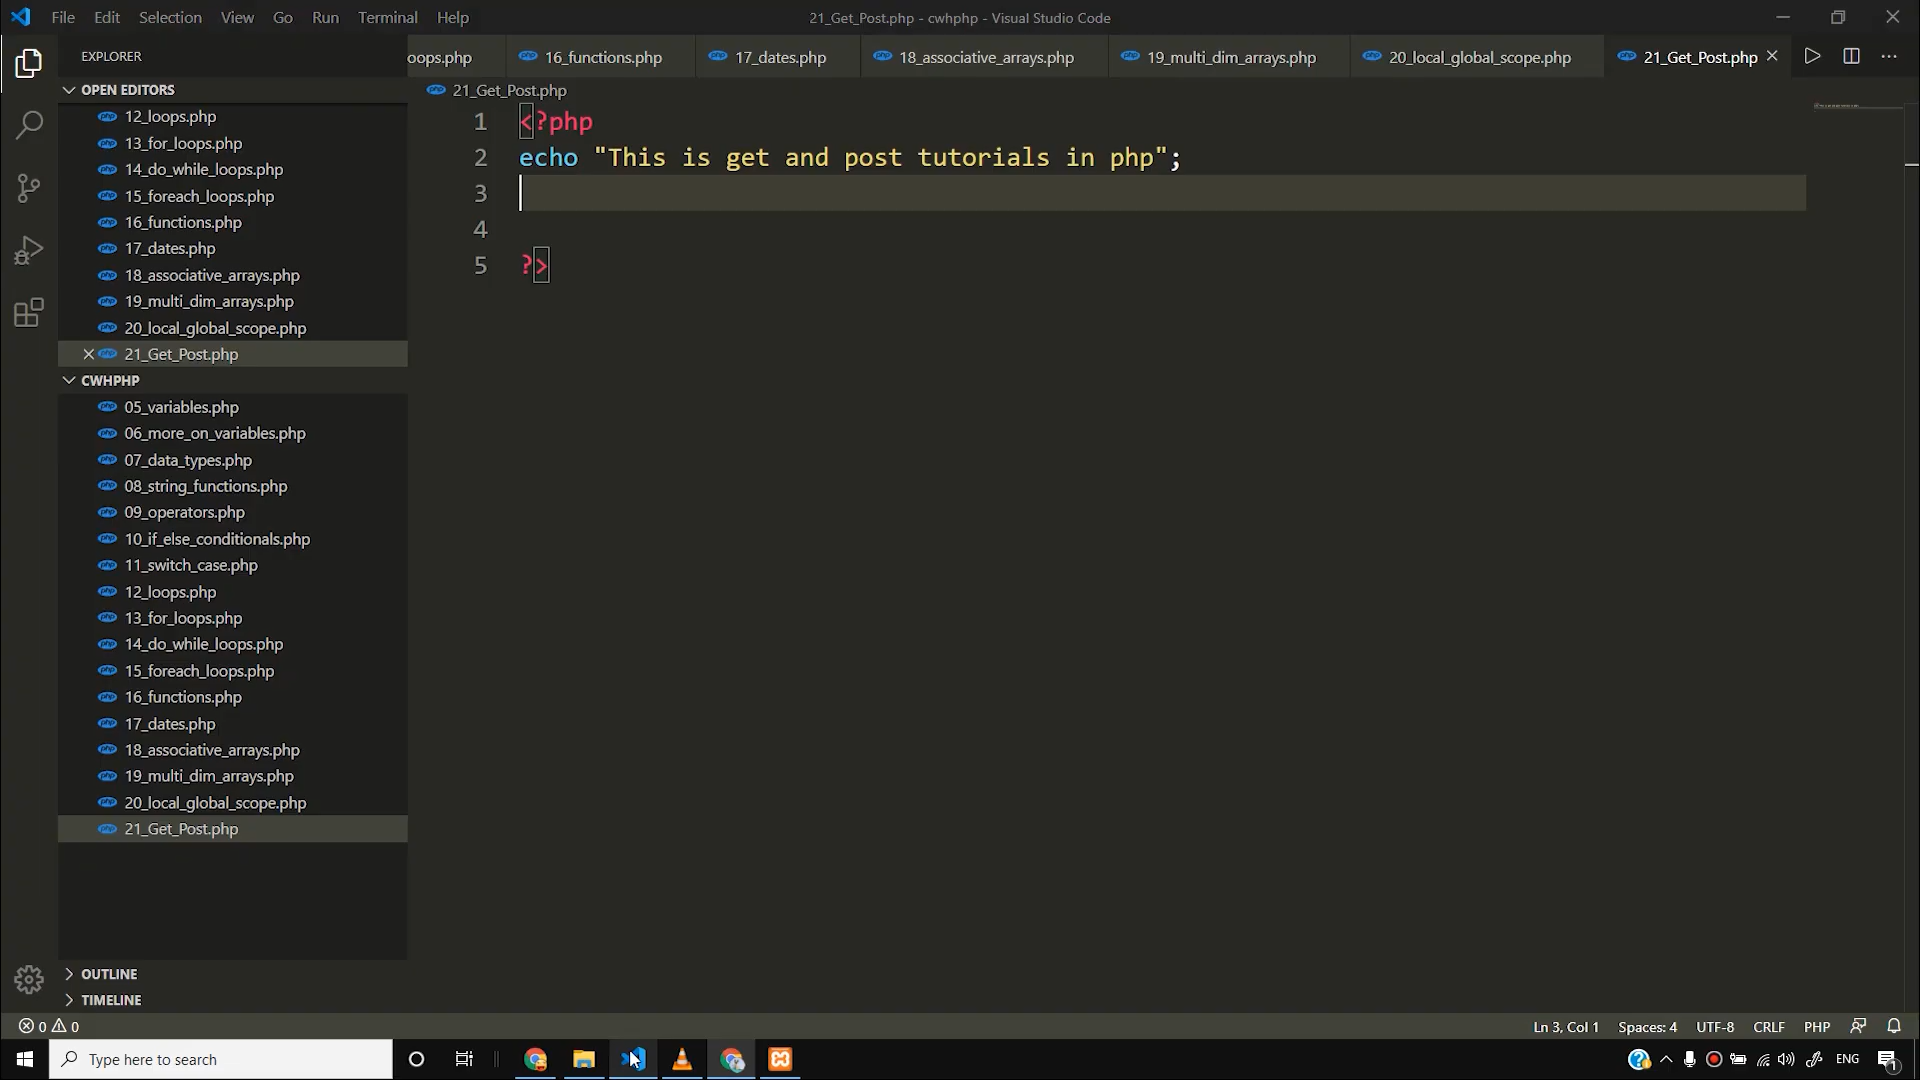 File Edit Selection View Go Run Terminal Help
21_Get_Post.php - cwhphp - Visual Studio Code
EXPLORER
oops.php 16_functions.php 17_dates.php 18_associative_arrays.php 19_multi_dim_arrays.php 20_local_global_scope.php 21_Get_Post.php
OPEN EDITORS
12_loops.php
13_for_loops.php
14_do_while_loops.php
15_foreach_loops.php
16_functions.php
17_dates.php
18_associative_arrays.php
19_multi_dim_arrays.php
20_local_global_scope.php
21_Get_Post.php
CWHPHP
05_variables.php
06_more_on_variables.php
07_data_types.php
08_string_functions.php
09_operators.php
10_if_else_conditionals.php
11_switch_case.php
12_loops.php
13_for_loops.php
14_do_while_loops.php
15_foreach_loops.php
16_functions.php
17_dates.php
18_associative_arrays.php
19_multi_dim_arrays.php
20_local_global_scope.php
21_Get_Post.php
OUTLINE
TIMELINE
21_Get_Post.php
1 <?php
2 echo "This is get and post tutorials in php";
3
4
5 ?>
0 0
Ln 3, Col 1 Spaces: 4 UTF-8 CRLF PHP
Type here to search
ENG
1